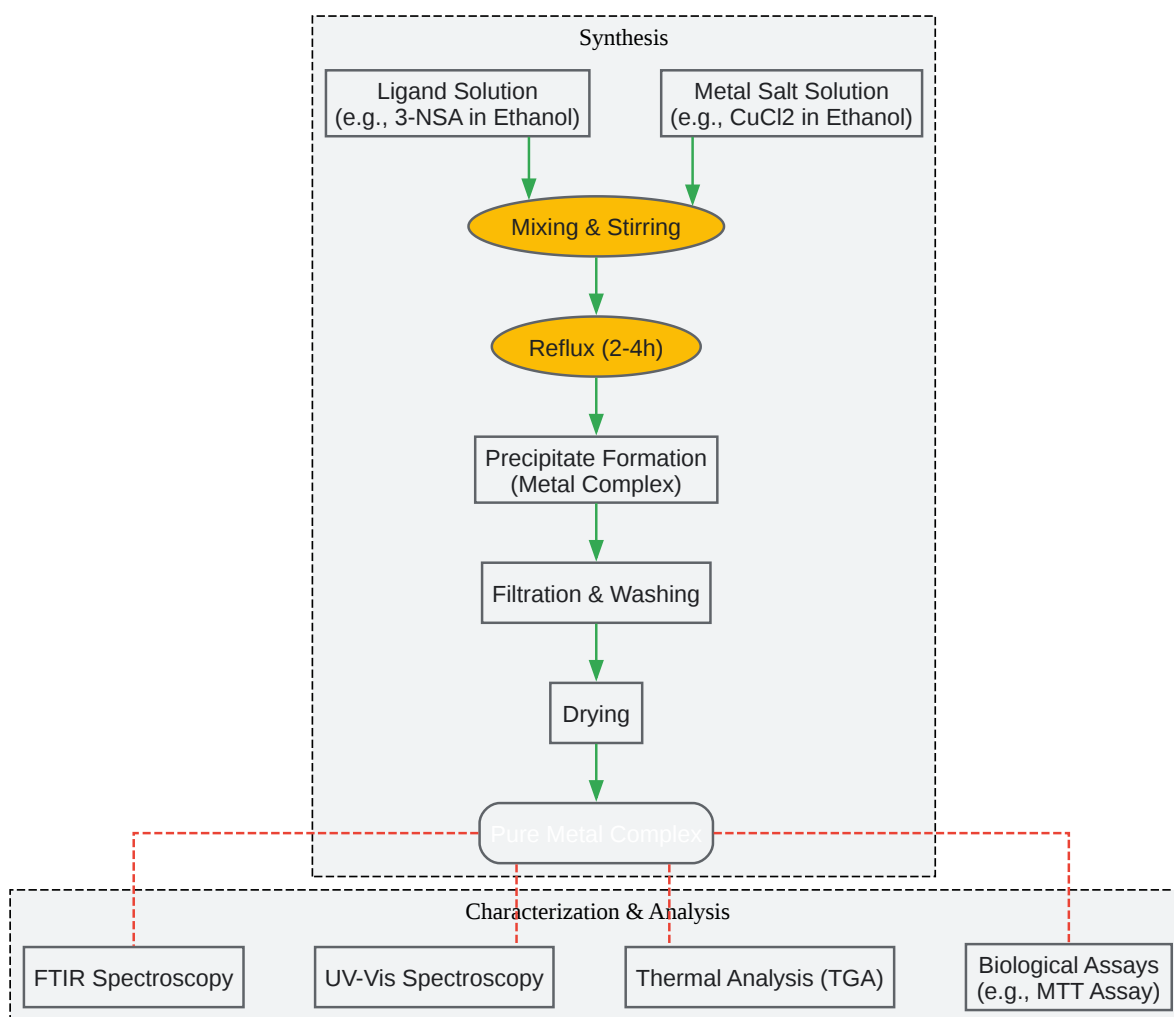 Synthesis
Ligand Solution
(e.g., 3-NSA in Ethanol)
Metal Salt Solution
(e.g., CuCl2 in Ethanol)
Mixing & Stirring
Reflux (2-4h)
Precipitate Formation
(Metal Complex)
Filtration & Washing
Drying
Pure Metal Complex
Characterization & Analysis
FTIR Spectroscopy
UV-Vis Spectroscopy
Thermal Analysis (TGA)
Biological Assays
(e.g., MTT Assay)